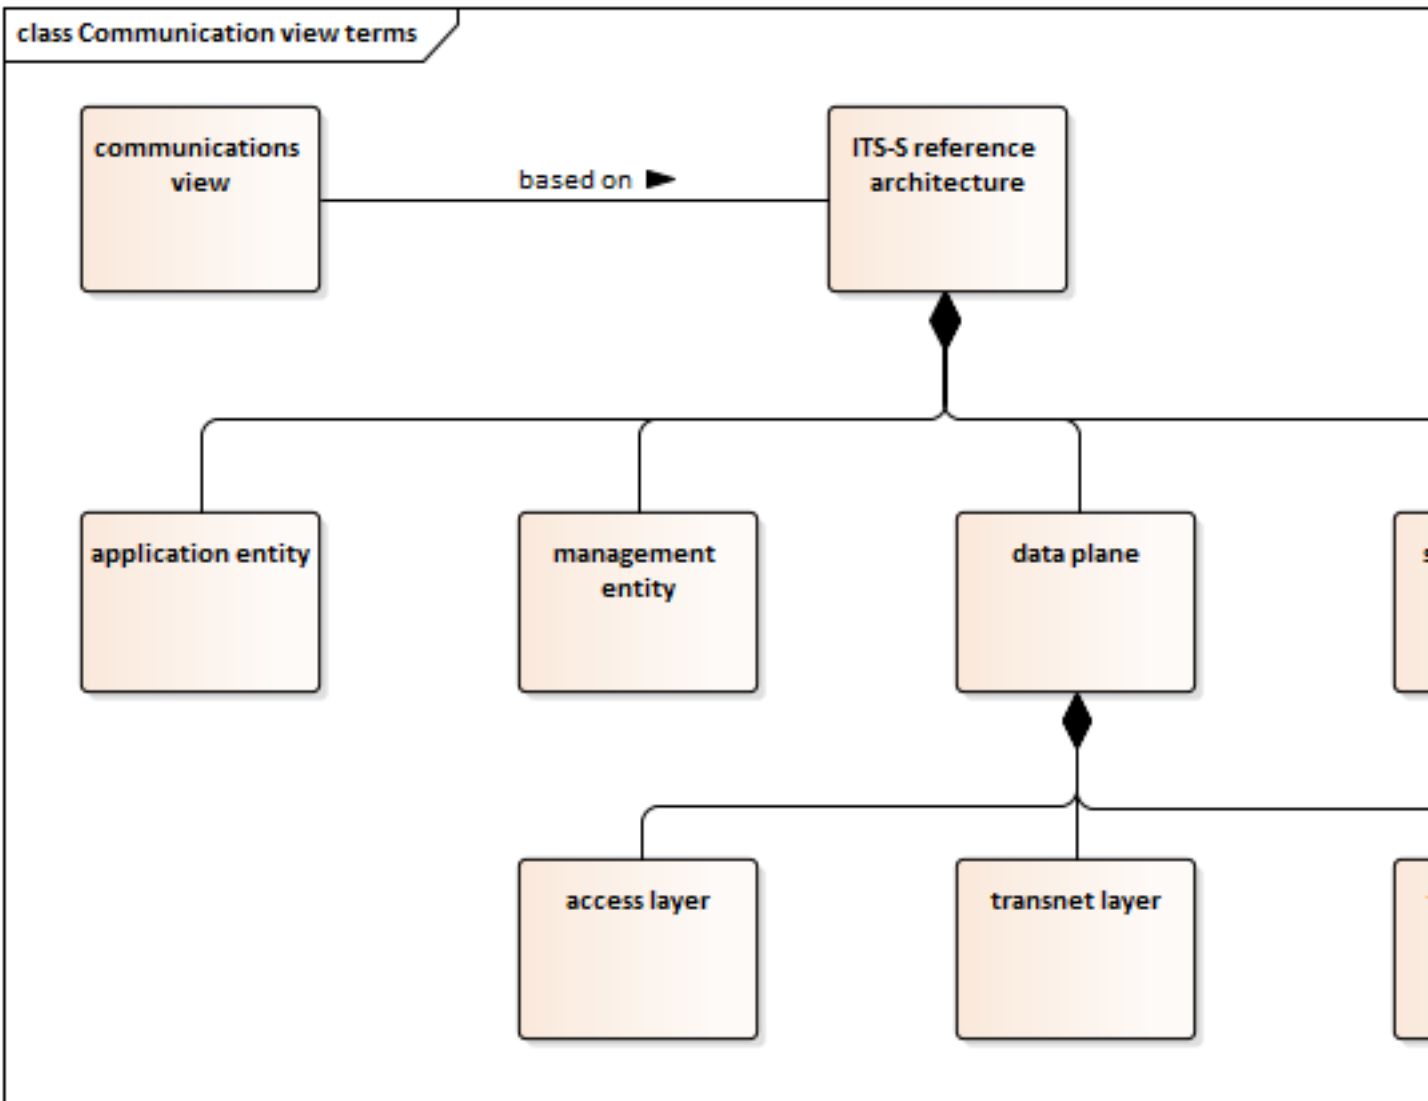 class Communication view terms
communications
view
based on
ITS-S reference
architecture
application entity
management
entity
data plane
access layer
transnet layer